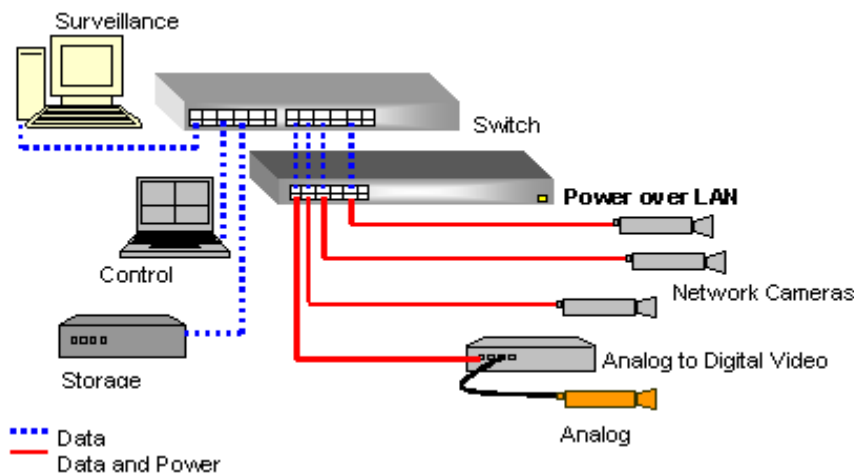 Surveillance
Switch
Power over LAN
Control
Network Cameras
Storage
Analog to Digital Video
Analog
Data
Data and Power